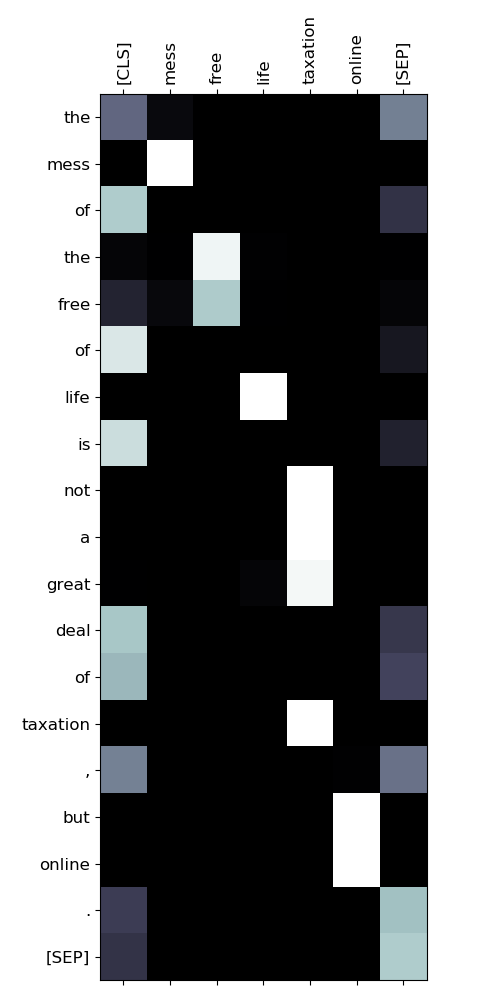 [CLS] mess free life taxation online [SEP]
the
mess
of
the
free
of
life
is
not
a
great
deal
of
taxation
,
but
online
.
[SEP]